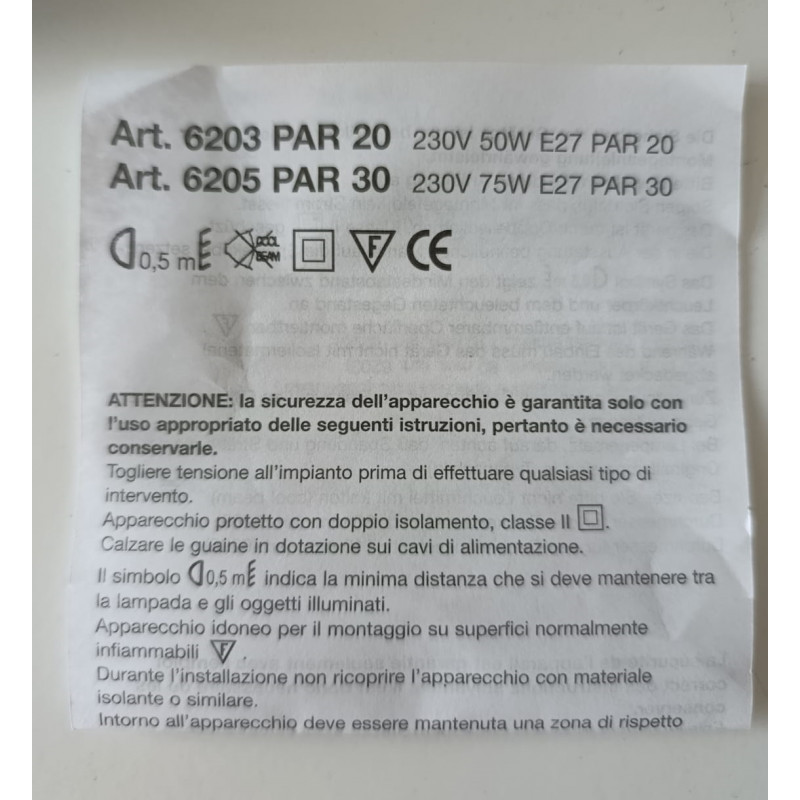 Art. 6203 PAR 20 230V 50W E27 PAR 20
Art. 6205 PAR 30 230V 75W E27 PAR 30
0,5 m COOL BEAM F CE
ATTENZIONE: la sicurezza dell'apparecchio è garantita solo con
l'uso appropriato delle seguenti istruzioni, pertanto è necessario
conservarle.
Togliere tensione all'impianto prima di effettuare qualsiasi tipo di
intervento.
Apparecchio protetto con doppio isolamento, classe II .
Calzare le guaine in dotazione sui cavi di alimentazione.
Il simbolo 0,5 m indica la minima distanza che si deve mantenere tra
la lampada e gli oggetti illuminati.
Apparecchio idoneo per il montaggio su superfici normalmente
infiammabili F .
Durante l'installazione non ricoprire l'apparecchio con materiale
isolante o similare.
Intorno all'apparecchio deve essere mantenuta una zona di rispetto